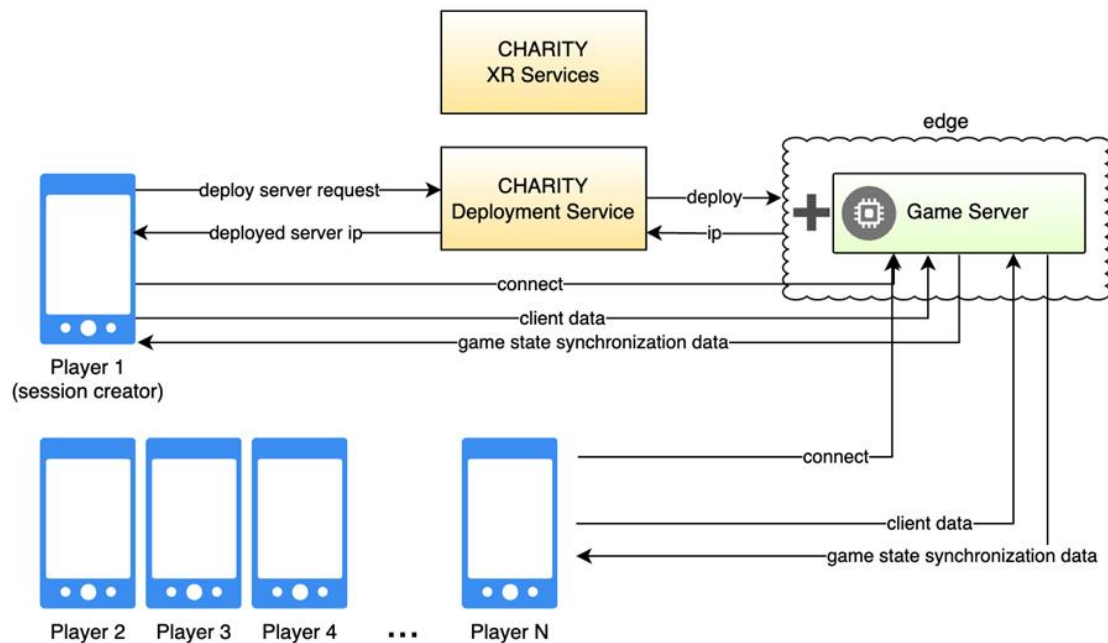 CHARITY
XR Services
edge
CHARITY
Deployment Service
deploy server request
deployed server ip
deploy
ip
Game Server
connect
client data
game state synchronization data
Player 1
(session creator)
connect
client data
game state synchronization data
Player 2
Player 3
Player 4
...
Player N